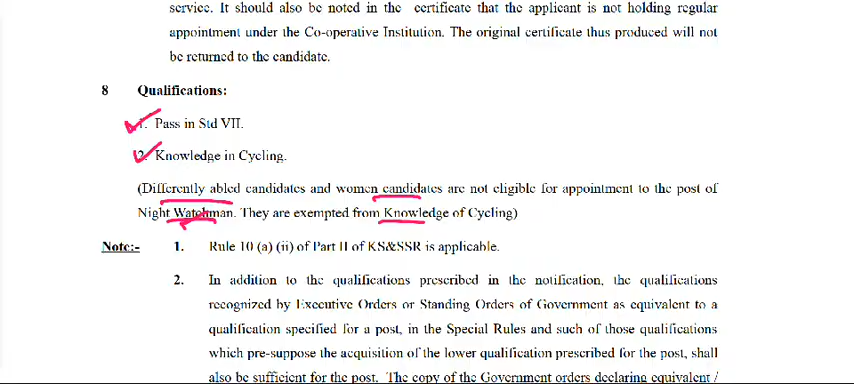 service. It should also be noted in the certificate that the applicant is not holding regular
appointment under the Co-operative Institution. The original certificate thus produced will not
be returned to the candidate.
8 Qualifications:
1. Pass in Std VII.
2. Knowledge in Cycling.
(Differently abled candidates and women candidates are not eligible for appointment to the post of
Night Watchman. They are exempted from Knowledge of Cycling)
Note:- 1. Rule 10 (a) (ii) of Part II of KS&SSR is applicable.
2. In addition to the qualifications prescribed in the notification, the qualifications
recognized by Executive Orders or Standing Orders of Government as equivalent to a
qualification specified for a post, in the Special Rules and such of those qualifications
which pre-suppose the acquisition of the lower qualification prescribed for the post, shall
also be sufficient for the post. The copy of the Government orders declaring equivalent /